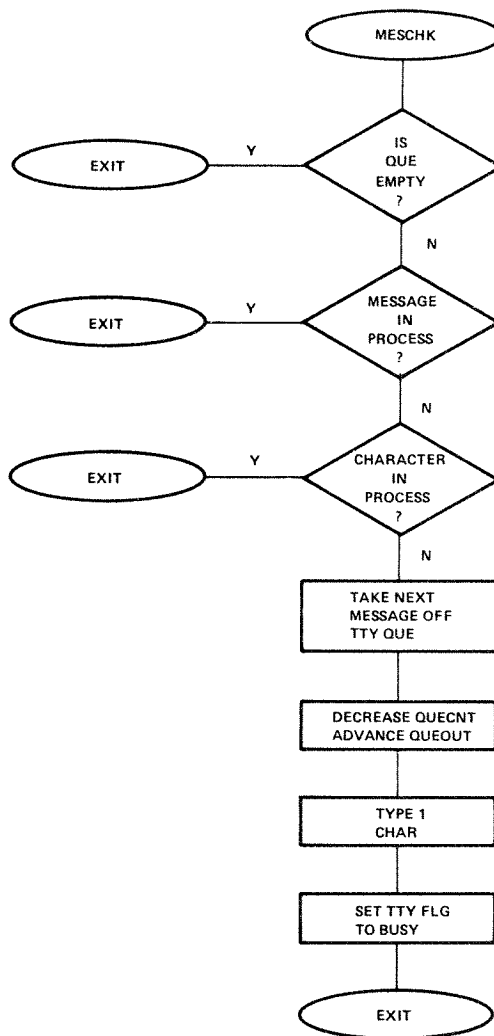 MESCHK
IS
QUE
EMPTY
?
Y
EXIT
N
MESSAGE
IN
PROCESS
?
Y
EXIT
N
CHARACTER
IN
PROCESS
?
Y
EXIT
N
TAKE NEXT
MESSAGE OFF
TTY QUE
DECREASE QUECNT
ADVANCE QUEOUT
TYPE 1
CHAR
SET TTY FLG
TO BUSY
EXIT